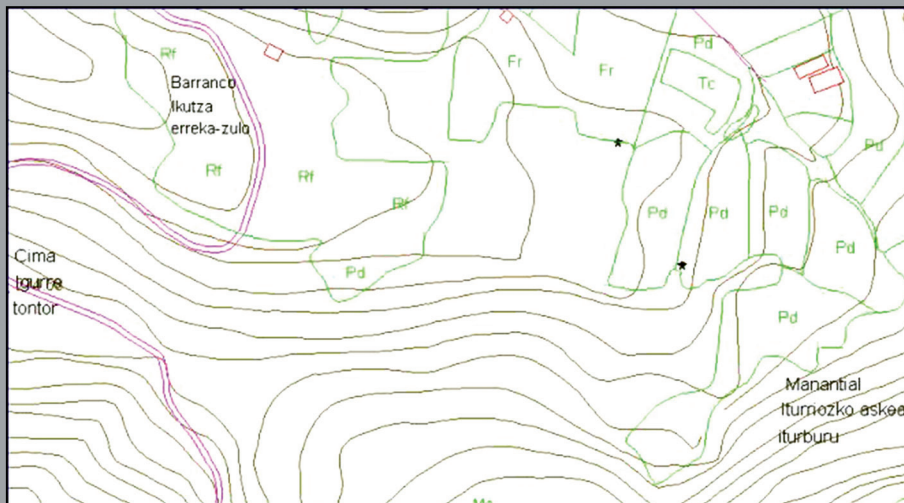 Rf
Barranco
Ikutza
erreka-zulo
Rf
Rf
Rf
Pd
Fr
Fr
Pd
Tc
Pd
Pd
Pd
Pd
Pd
Pd
Cima
Igurre
tontor
Manantial
Iturriozko askea
iturburu